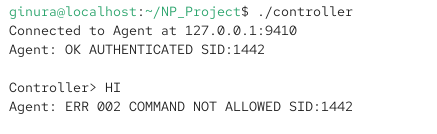 ginura@localhost:~/NP_Project$ ./controller
Connected to Agent at 127.0.0.1:9410
Agent: OK AUTHENTICATED SID:1442
Controller> HI
Agent: ERR 002 COMMAND NOT ALLOWED SID:1442